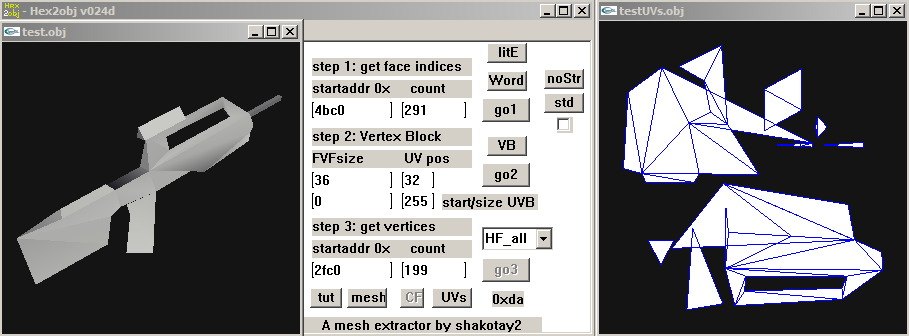 Hex
2obj - Hex2obj v024d
test.obj
testUVs.obj
litE
step 1: get face indices
Word
noStr
startaddr 0x count
std
[4bc0 ] [291 ]
go1
step 2: Vertex Block
VB
FVFsize UV pos
go2
[36 ] [32 ]
[0 ] [255 ] start/size UVB
step 3: get vertices
HF_all
startaddr 0x count
[2fc0 ] [199 ]
go3
tut mesh CF UVs 0xda
A mesh extractor by shakotay2